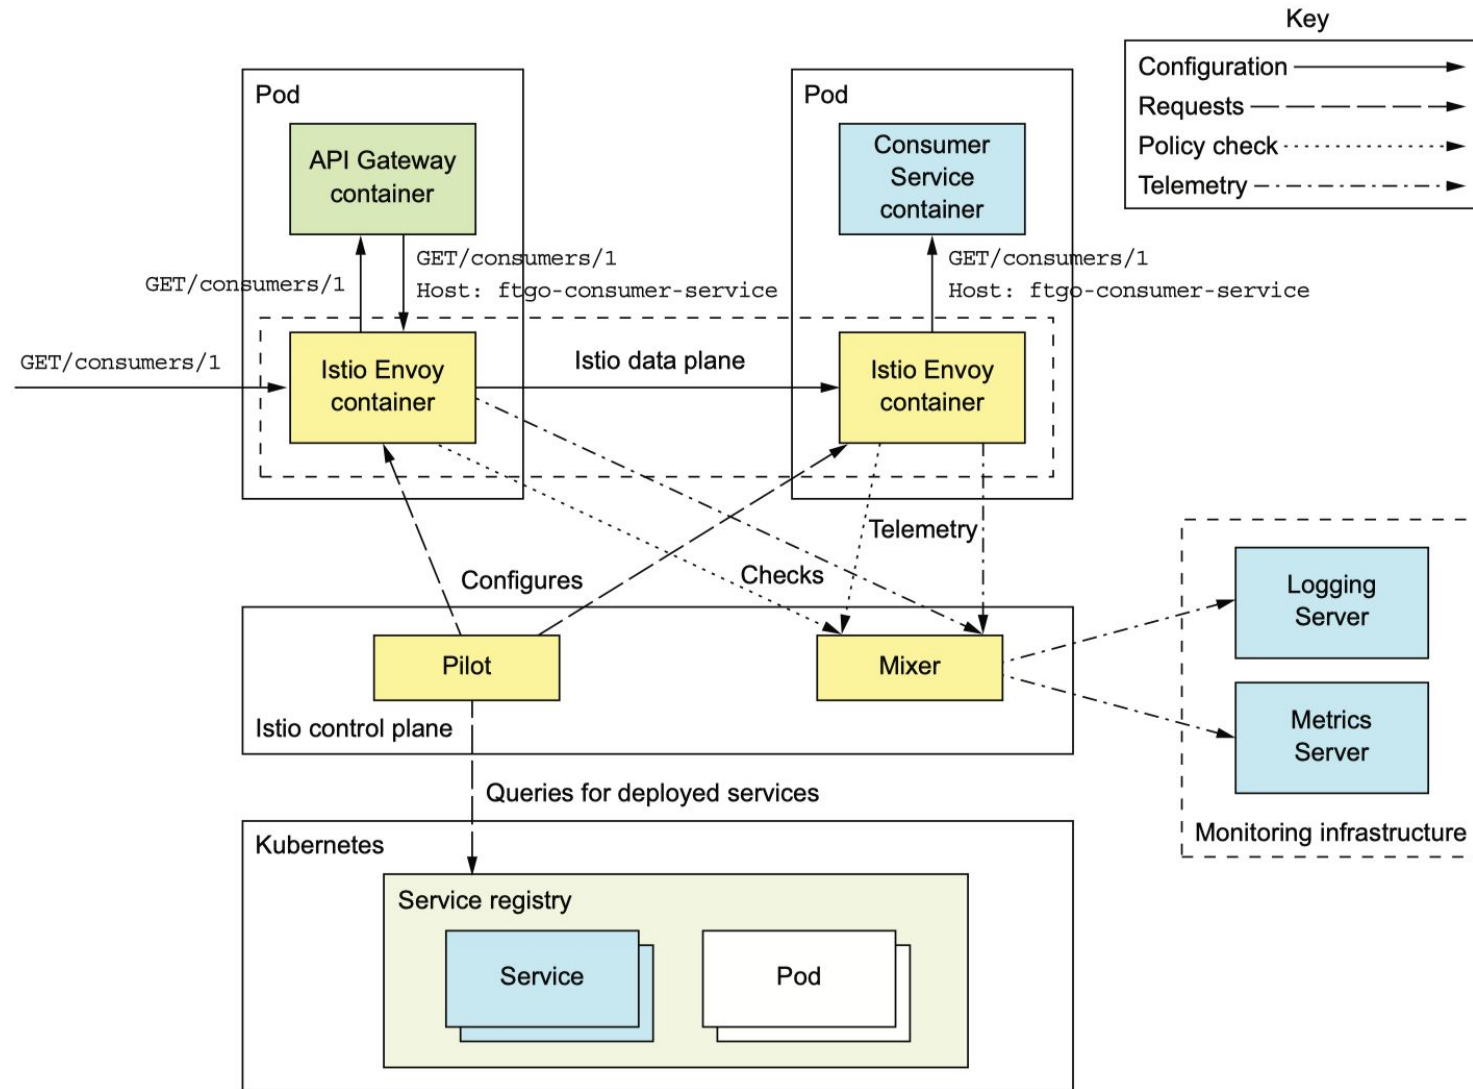 Key
Configuration
Requests
Policy check
Telemetry
Pod
API Gateway
container
Pod
Consumer
Service
container
GET/consumers/1
GET/consumers/1
Host: ftgo-consumer-service
GET/consumers/1
Host: ftgo-consumer-service
GET/consumers/1
Istio Envoy
container
Istio data plane
Istio Envoy
container
Telemetry
Configures
Checks
Pilot
Mixer
Istio control plane
Logging
Server
Metrics
Server
Monitoring infrastructure
Queries for deployed services
Kubernetes
Service registry
Service
Pod